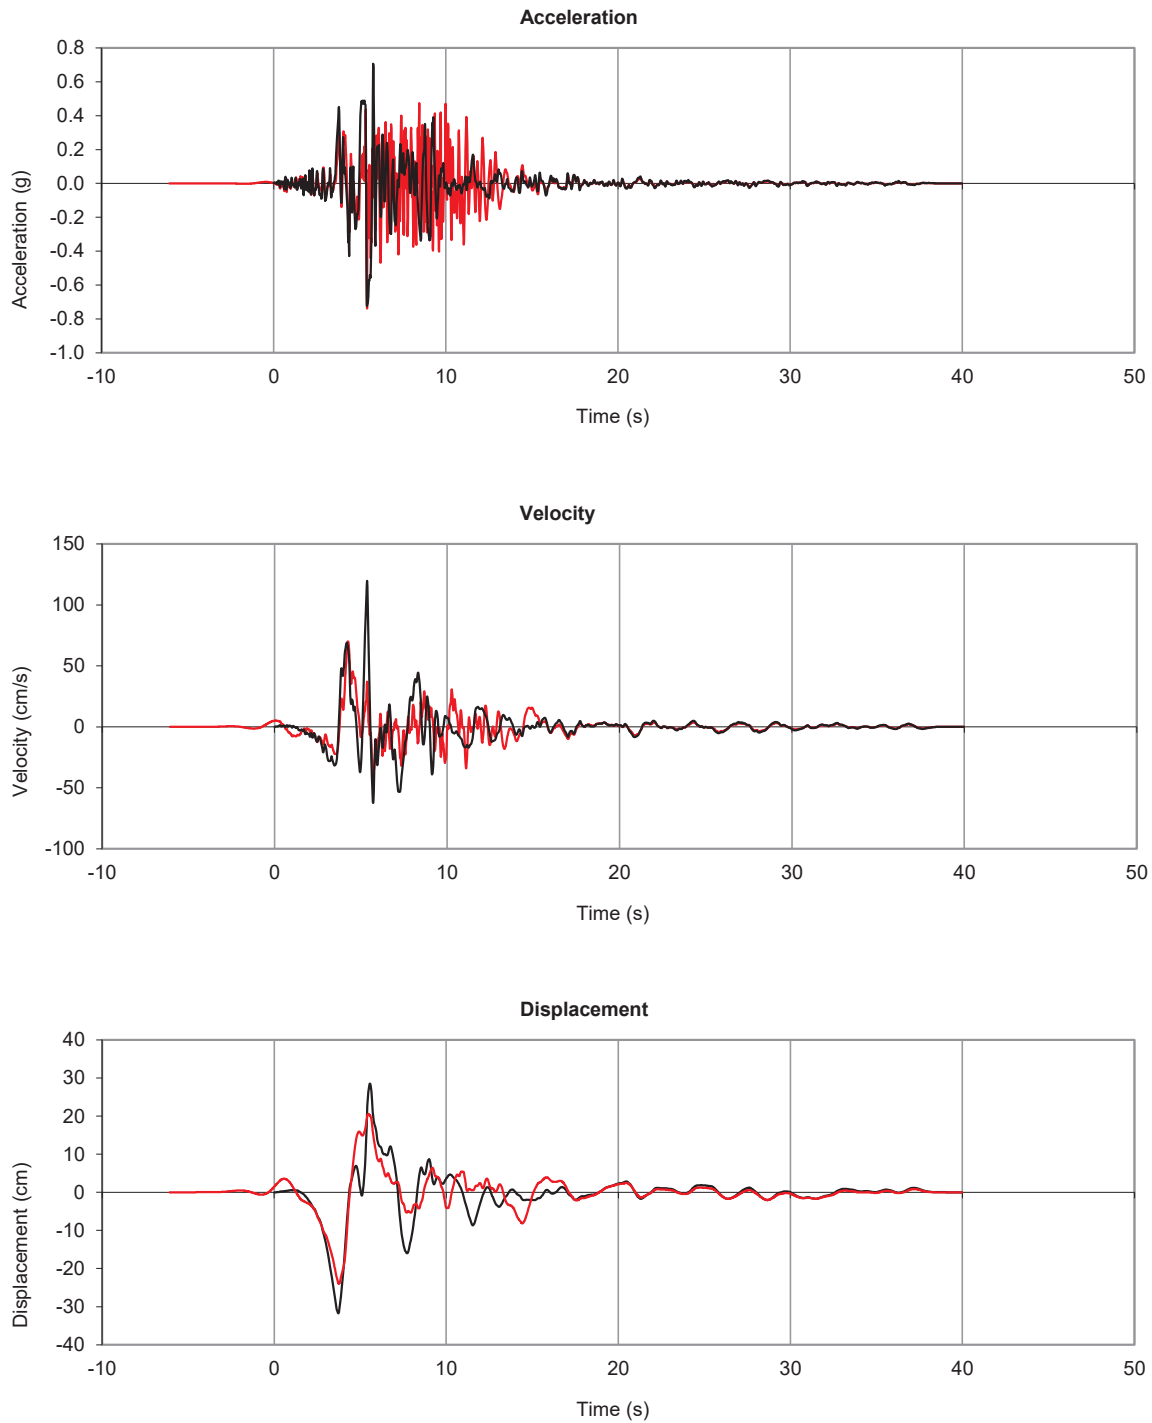 Acceleration
0.8
0.6
0.4
0.2
0.0
-0.2
-0.4
-0.6
-0.8
-1.0
Acceleration (g)
-10 0 10 20 30 40 50
Time (s)
Velocity
150
100
50
0
-50
-100
Velocity (cm/s)
-10 0 10 20 30 40 50
Time (s)
Displacement
40
30
20
10
0
-10
-20
-30
-40
Displacement (cm)
-10 0 10 20 30 40 50
Time (s)